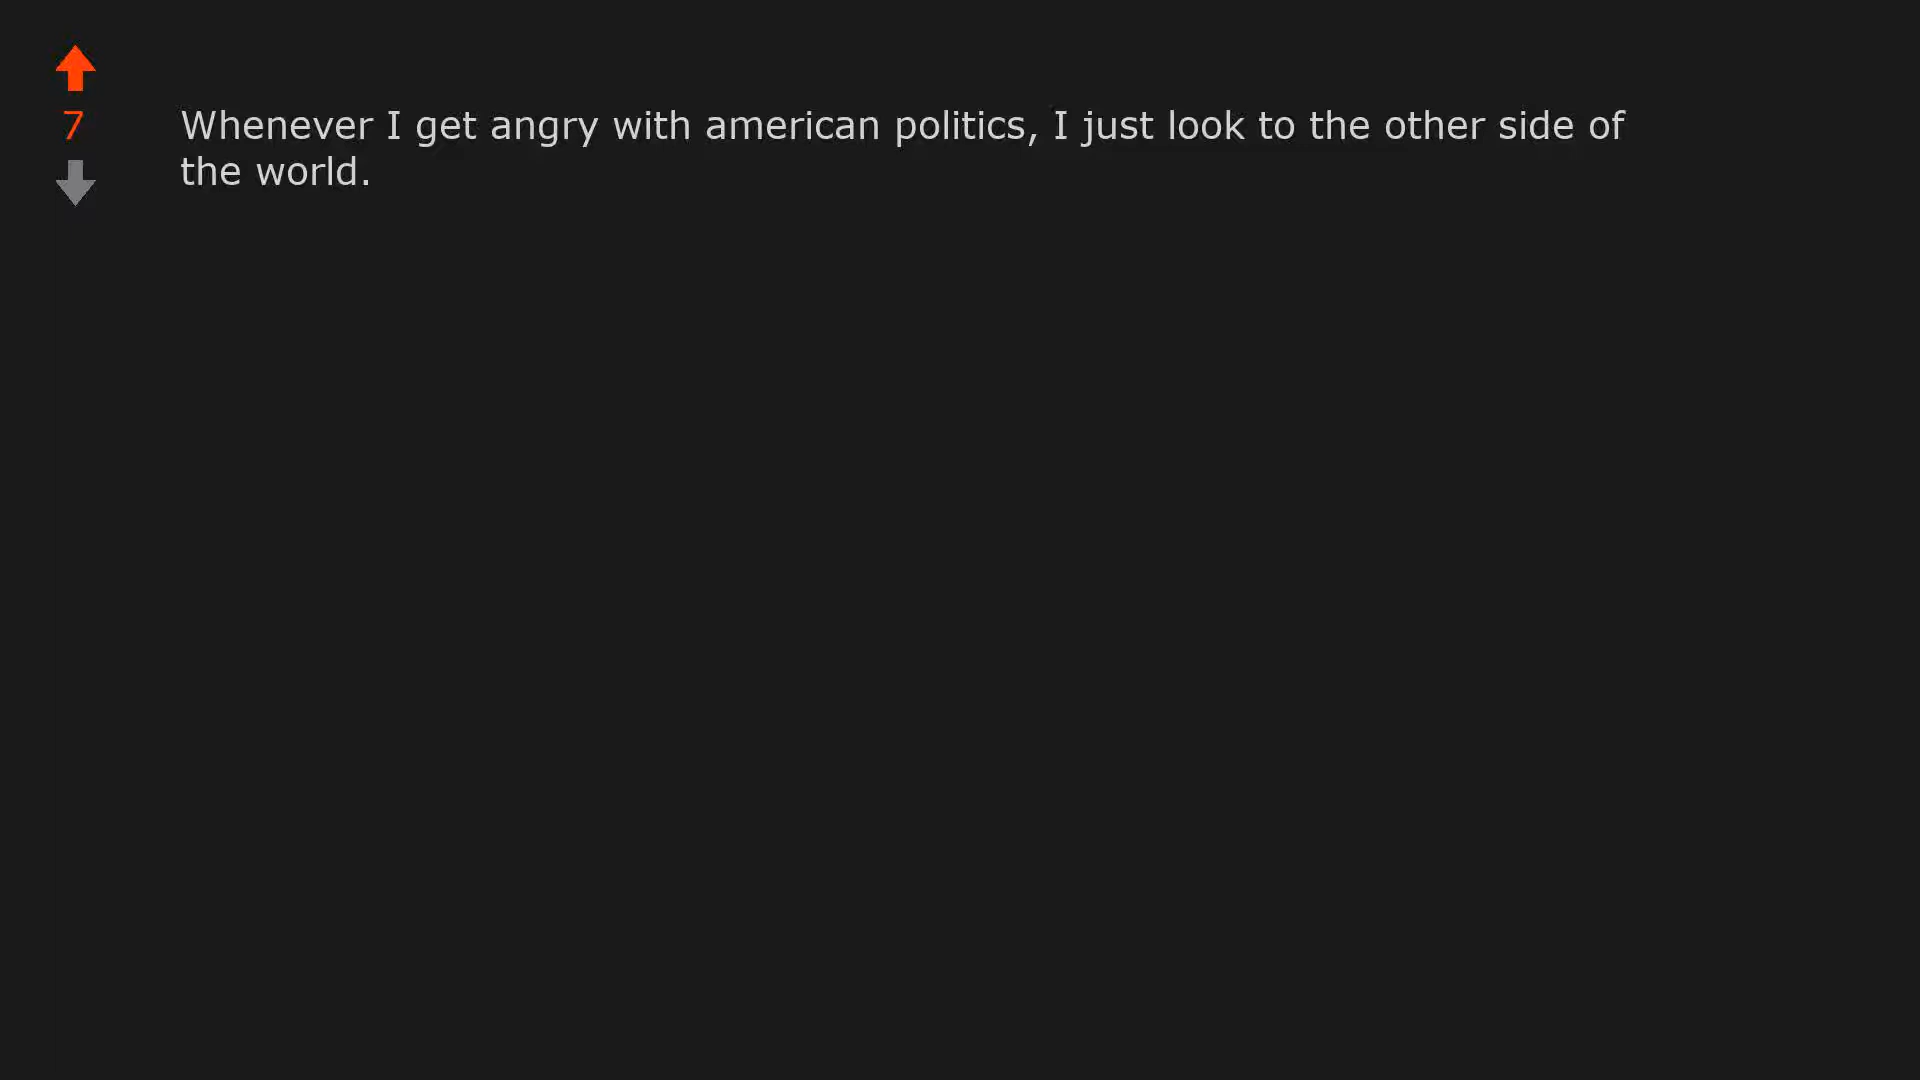 7
Whenever I get angry with american politics, I just look to the other side of
the world.